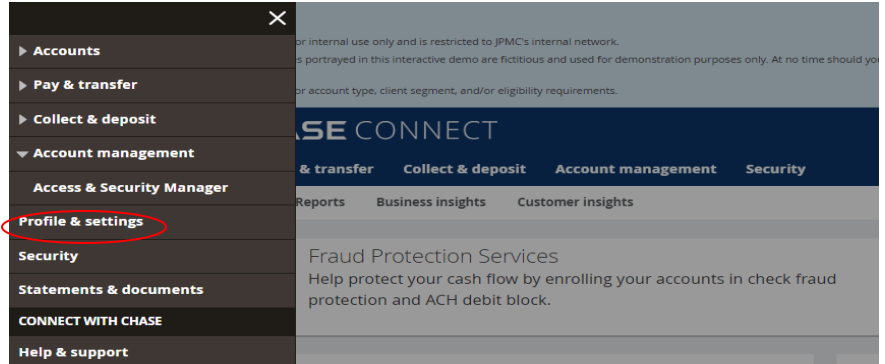 Accounts
Pay & transfer
Collect & deposit
Account management
Access & Security Manager
Profile & settings
Security
Statements & documents
CONNECT WITH CHASE
Help & support
or internal use only and is restricted to JPMC's internal network.
s portrayed in this interactive demo are fictitious and used for demonstration purposes only. At no time should you
or account type, client segment, and/or eligibility requirements.
ASE CONNECT
& transfer Collect & deposit Account management Security
Reports Business insights Customer insights
Fraud Protection Services
Help protect your cash flow by enrolling your accounts in check fraud
protection and ACH debit block.